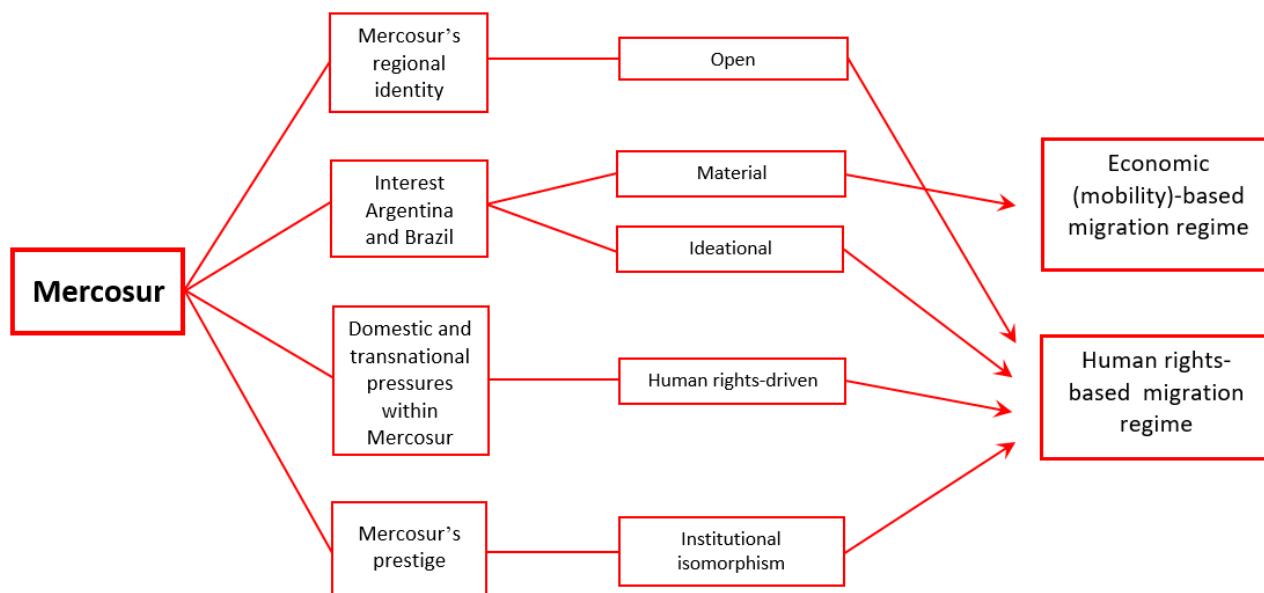 Mercosur
Mercosur's
regional
identity
Open
Interest
Argentina
and Brazil
Material
Ideational
Domestic and
transnational
pressures
within
Mercosur
Human rights-driven
Mercosur's
prestige
Institutional
isomorphism
Economic
(mobility)-based
migration regime
Human rights-
based migration
regime